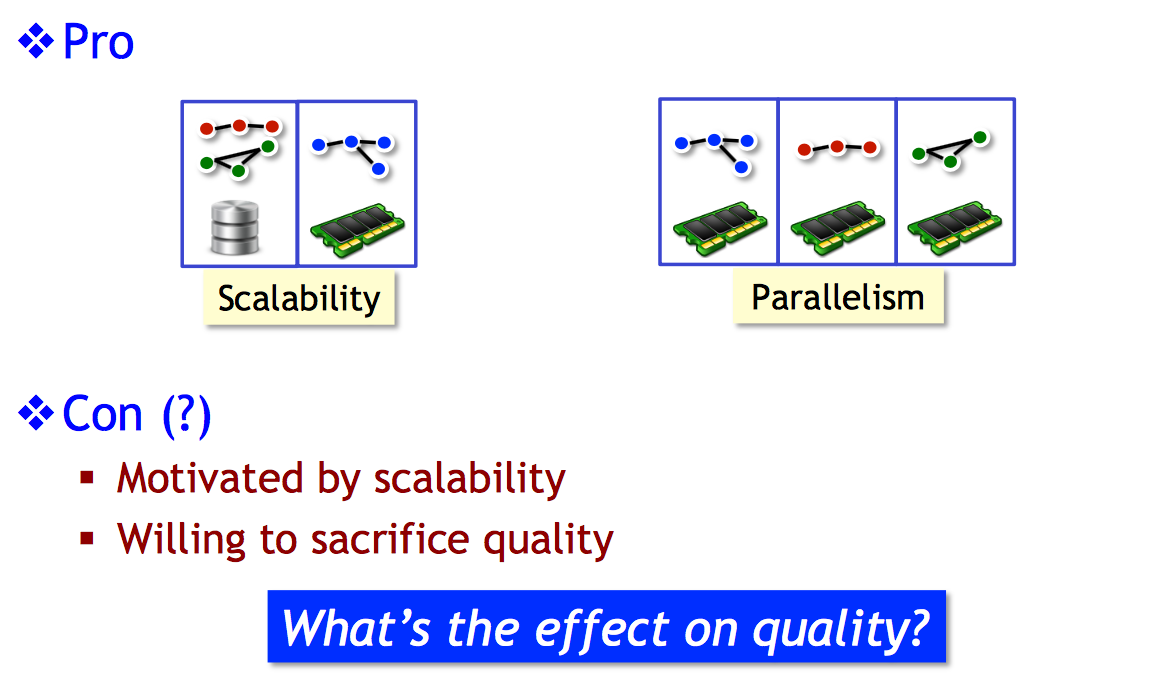 Pro
Scalability
Parallelism
Con (?)
Motivated by scalability
Willing to sacrifice quality
What’s the effect on quality?